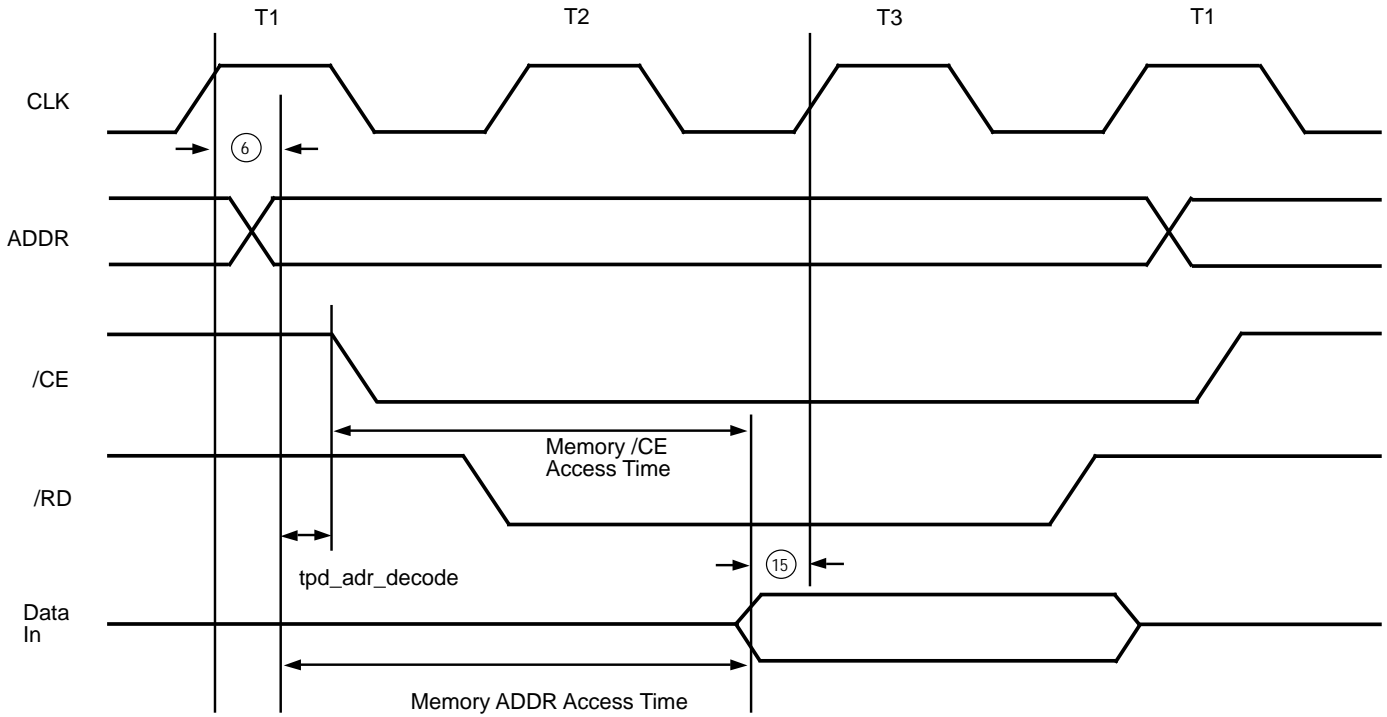 T1
T2
T3
T1
CLK
6
ADDR
/CE
Memory /CE
Access Time
/RD
15
tpd_adr_decode
Data
In
Memory ADDR Access Time